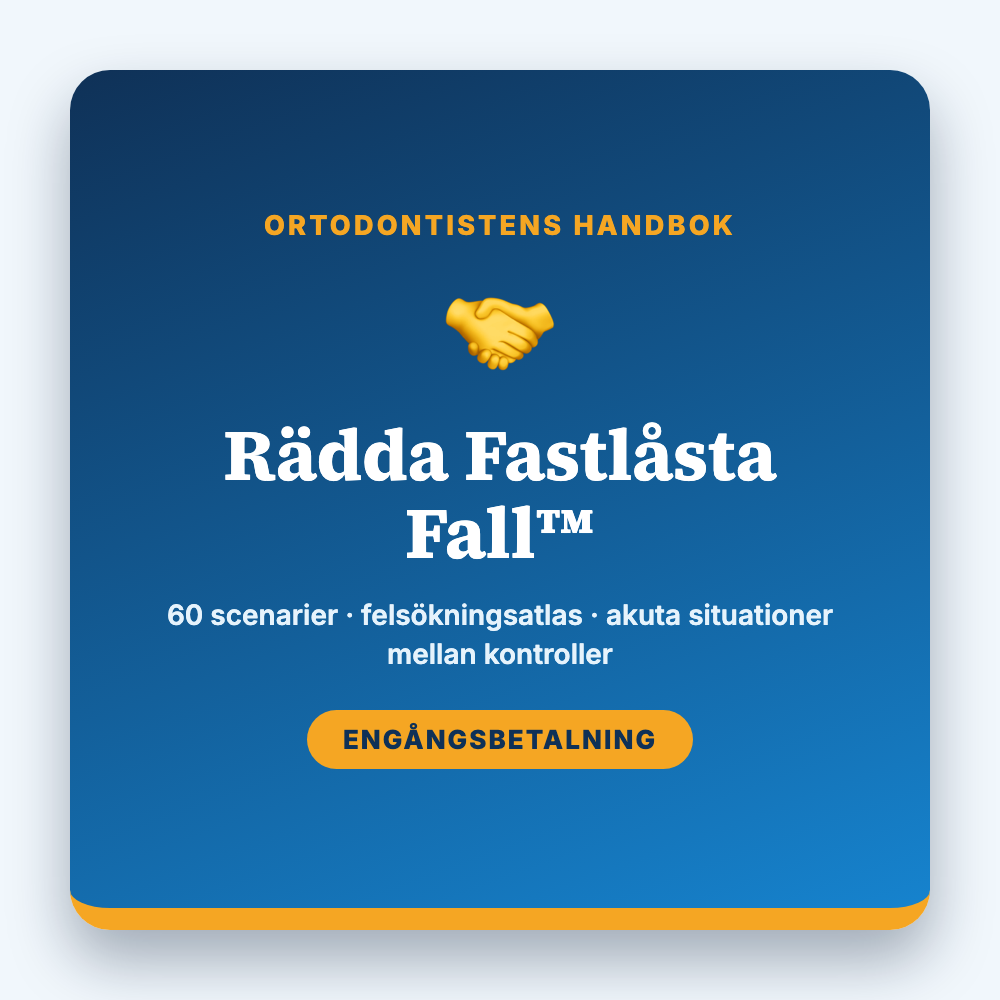 ORTODONTISTENS HANDBOK
Rädda Fastlåsta
Fall™
60 scenarier · felsökningsatlas · akuta situationer
mellan kontroller
ENGÅNGSBETALNING